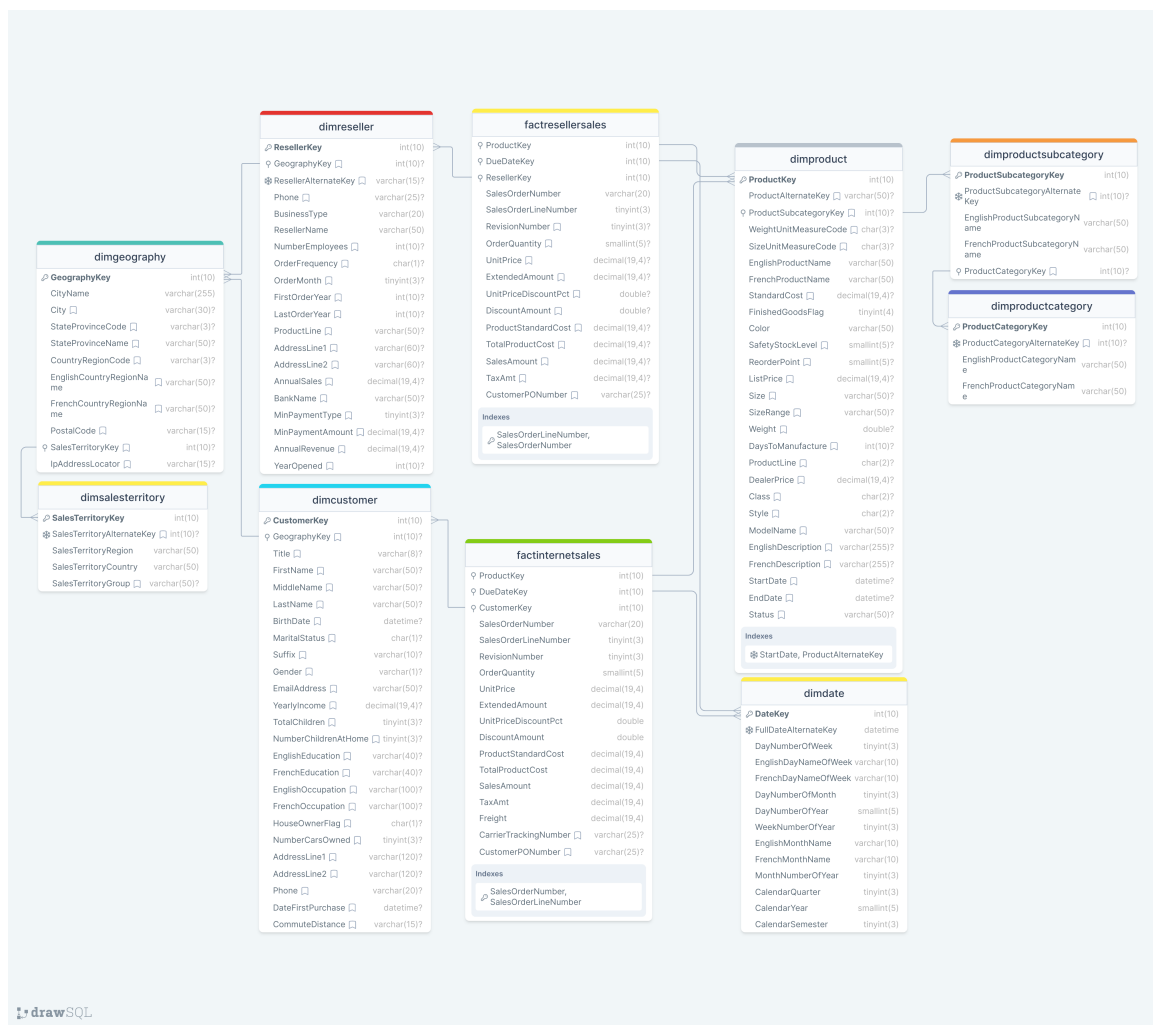 dimgeography
GeographyKey int(10)
CityName varchar(255)
City varchar(30)?
StateProvinceCode varchar(3)?
StateProvinceName varchar(50)?
CountryRegionCode varchar(3)?
EnglishCountryRegionNa
me varchar(50)?
FrenchCountryRegionNa
me varchar(50)?
PostalCode varchar(15)?
SalesTerritoryKey int(10)?
IpAddressLocator varchar(15)?
dimsalesterritory
SalesTerritoryKey int(10)
SalesTerritoryAlternateKey int(10)?
SalesTerritoryRegion varchar(50)
SalesTerritoryCountry varchar(50)
SalesTerritoryGroup varchar(50)?
dimreseller
ResellerKey int(10)
GeographyKey int(10)?
ResellerAlternateKey varchar(15)?
Phone varchar(25)?
BusinessType varchar(20)
ResellerName varchar(50)
NumberEmployees int(10)?
OrderFrequency char(1)?
OrderMonth tinyint(3)?
FirstOrderYear int(10)?
LastOrderYear int(10)?
ProductLine varchar(50)?
AddressLine1 varchar(60)?
AddressLine2 varchar(60)?
AnnualSales decimal(19,4)?
BankName varchar(50)?
MinPaymentType tinyint(3)?
MinPaymentAmount decimal(19,4)?
AnnualRevenue decimal(19,4)?
YearOpened int(10)?
dimcustomer
CustomerKey int(10)
GeographyKey int(10)?
Title varchar(8)?
FirstName varchar(50)?
MiddleName varchar(50)?
LastName varchar(50)?
BirthDate datetime?
MaritalStatus char(1)?
Suffix varchar(10)?
Gender varchar(1)?
EmailAddress varchar(50)?
YearlyIncome decimal(19,4)?
TotalChildren tinyint(3)?
NumberChildrenAtHome tinyint(3)?
EnglishEducation varchar(40)?
FrenchEducation varchar(40)?
EnglishOccupation varchar(100)?
FrenchOccupation varchar(100)?
HouseOwnerFlag char(1)?
NumberCarsOwned tinyint(3)?
AddressLine1 varchar(120)?
AddressLine2 varchar(120)?
Phone varchar(20)?
DateFirstPurchase datetime?
CommuteDistance varchar(15)?
factresellersales
ProductKey int(10)
DueDateKey int(10)
ResellerKey int(10)
SalesOrderNumber varchar(20)
SalesOrderLineNumber tinyint(3)
RevisionNumber tinyint(3)?
OrderQuantity smallint(5)?
UnitPrice decimal(19,4)?
ExtendedAmount decimal(19,4)?
UnitPriceDiscountPct double?
DiscountAmount double?
ProductStandardCost decimal(19,4)?
TotalProductCost decimal(19,4)?
SalesAmount decimal(19,4)?
TaxAmt decimal(19,4)?
CustomerPONumber varchar(25)?
Indexes
SalesOrderLineNumber,
SalesOrderNumber
factinternetsales
ProductKey int(10)
DueDateKey int(10)
CustomerKey int(10)
SalesOrderNumber varchar(20)
SalesOrderLineNumber tinyint(3)
RevisionNumber tinyint(3)
OrderQuantity smallint(5)
UnitPrice decimal(19,4)
ExtendedAmount decimal(19,4)
UnitPriceDiscountPct double
DiscountAmount double
ProductStandardCost decimal(19,4)
TotalProductCost decimal(19,4)
SalesAmount decimal(19,4)
TaxAmt decimal(19,4)
Freight decimal(19,4)
CarrierTrackingNumber varchar(25)?
CustomerPONumber varchar(25)?
Indexes
SalesOrderNumber,
SalesOrderLineNumber
dimproduct
ProductKey int(10)
ProductAlternateKey varchar(50)?
ProductSubcategoryKey int(10)?
WeightUnitMeasureCode char(3)?
SizeUnitMeasureCode char(3)?
EnglishProductName varchar(50)
FrenchProductName varchar(50)
StandardCost decimal(19,4)?
FinishedGoodsFlag tinyint(4)
Color varchar(50)
SafetyStockLevel smallint(5)?
ReorderPoint smallint(5)?
ListPrice decimal(19,4)?
Size varchar(50)?
SizeRange varchar(50)?
Weight double?
DaysToManufacture int(10)?
ProductLine char(2)?
DealerPrice decimal(19,4)?
Class char(2)?
Style char(2)?
ModelName varchar(50)?
EnglishDescription varchar(255)?
FrenchDescription varchar(255)?
StartDate datetime?
EndDate datetime?
Status varchar(50)?
Indexes
StartDate, ProductAlternateKey
dimdate
DateKey int(10)
FullDateAlternateKey datetime
DayNumberOfWeek tinyint(3)
EnglishDayNameOfWeek varchar(10)
FrenchDayNameOfWeek varchar(10)
DayNumberOfMonth tinyint(3)
DayNumberOfYear smallint(5)
WeekNumberOfYear tinyint(3)
EnglishMonthName varchar(10)
FrenchMonthName varchar(10)
MonthNumberOfYear tinyint(3)
CalendarQuarter tinyint(3)
CalendarYear smallint(5)
CalendarSemester tinyint(3)
dimproductsubcategory
ProductSubcategoryKey int(10)
ProductSubcategoryAlternate
Key int(10)?
EnglishProductSubcategoryN
ame varchar(50)
FrenchProductSubcategoryN
ame varchar(50)
ProductCategoryKey int(10)?
dimproductcategory
ProductCategoryKey int(10)
ProductCategoryAlternateKey int(10)?
EnglishProductCategoryNam
e varchar(50)
FrenchProductCategoryNam
e varchar(50)
drawSQL